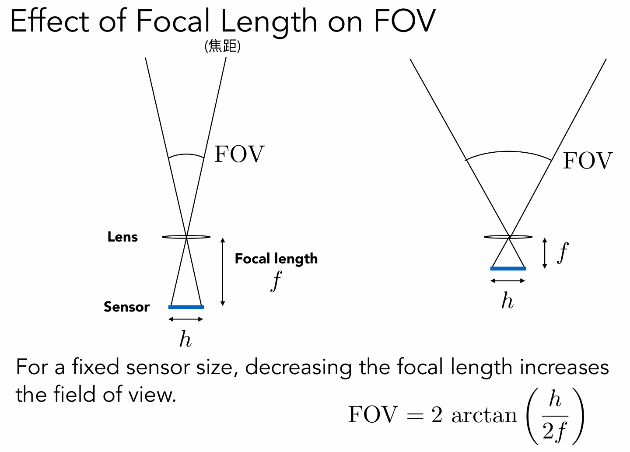 Effect of Focal Length on FOV
(焦距)
FOV
FOV
Lens
Focal length
f
f
Sensor
h
h
For a fixed sensor size, decreasing the focal length increases
the field of view.
FOV = 2 arctan (h/2f)